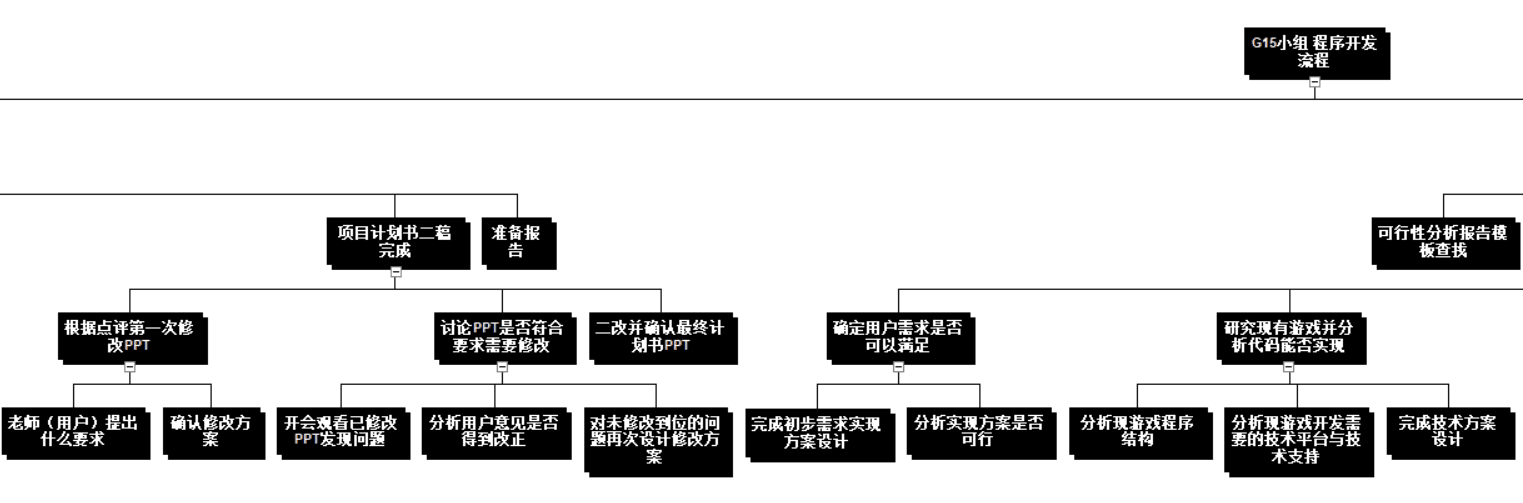 G15小组 程序开发
流程
项目计划书二稿
完成
准备报
告
可行性分析报告模
板查找
根据点评第一次修
改PPT
讨论PPT是否符合
要求需要修改
二改并确认最终计
划书PPT
确定用户需求是否
可以满足
研究现有游戏并分
析代码能否实现
老师（用户）提出
什么要求
确认修改方
案
开会观看已修改
PPT发现问题
分析用户意见是否
得到改正
对未修改到位的问
题再次设计修改方
案
完成初步需求实现
方案设计
分析实现方案是否
可行
分析现游戏程序
结构
分析现游戏开发需
要的技术平台与技
术支持
完成技术方案
设计